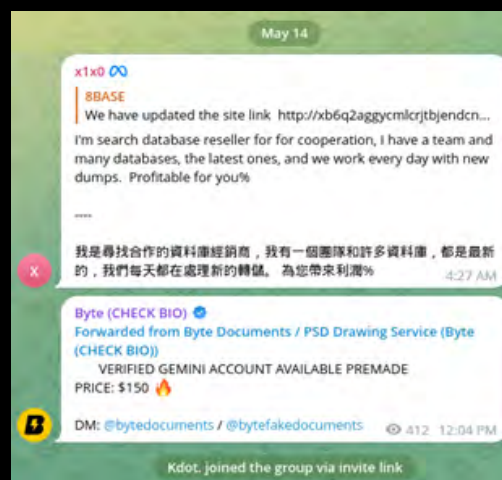 May 14
x1x0
8BASE
We have updated the site link http://xb6q2aggycmlcrjtbjendcn...
I'm search database reseller for for cooperation, I have a team and
many databases, the latest ones, and we work every day with new
dumps. Profitable for you%
----
我是尋找合作的資料庫經銷商，我有一個團隊和許多資料庫，都是最新
的，我們每天都在處理新的轉儲。 為您帶來利潤%
4:27 AM
X
Byte (CHECK BIO)
Forwarded from Byte Documents / PSD Drawing Service (Byte
(CHECK BIO))
VERIFIED GEMINI ACCOUNT AVAILABLE PREMADE
PRICE: $150 🔥
DM: @bytedocuments / @bytefakedocuments
412 12:04 PM
Kdot. joined the group via invite link